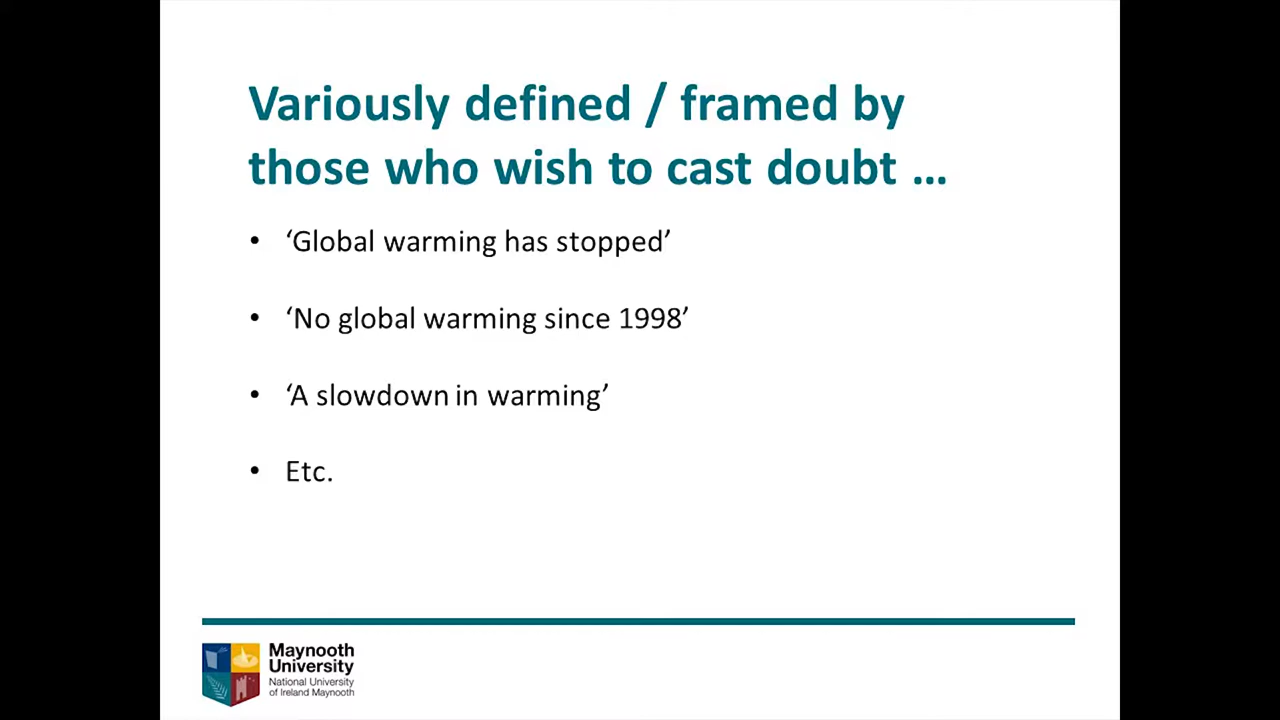 Variously defined / framed by
those who wish to cast doubt …
• ‘Global warming has stopped’
• ‘No global warming since 1998’
• ‘A slowdown in warming’
• Etc.
Maynooth
University
National University
of Ireland Maynooth